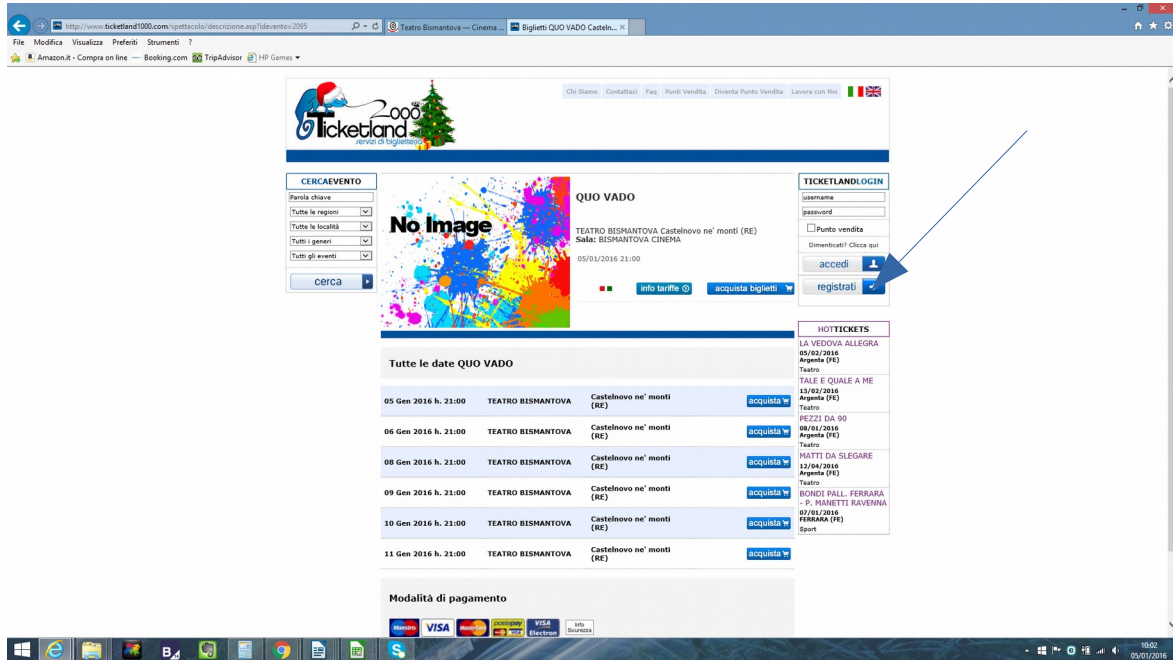 http://www.ticketland1000.com/spettacolo/descrizione.asp?idevento=2095
Teatro Bismantova — Cinema ...
Biglietti QUO VADO Casteln...
File Modifica Visualizza Preferiti Strumenti ?
Amazon.it - Compra on line
Booking.com
TripAdvisor
HP Games
2000
Ticketland
servizi di biglietteria
Chi Siamo Contattaci Faq Punti Vendita Diventa Punto Vendita Lavora con Noi
CERCAEVENTO
Parola chiave
Tutte le regioni
Tutte le località
Tutti i generi
Tutti gli eventi
cerca
No Image
QUO VADO
TEATRO BISMANTOVA Castelnovo ne' monti (RE)
Sala: BISMANTOVA CINEMA
05/01/2016 21:00
info tariffe
acquista biglietti
TICKETLANDLOGIN
username
password
Punto vendita
Dimenticati? Clicca qui
accedi
registrati
Tutte le date QUO VADO
05 Gen 2016 h. 21:00 TEATRO BISMANTOVA Castelnovo ne' monti
(RE)
acquista
06 Gen 2016 h. 21:00 TEATRO BISMANTOVA Castelnovo ne' monti
(RE)
acquista
08 Gen 2016 h. 21:00 TEATRO BISMANTOVA Castelnovo ne' monti
(RE)
acquista
09 Gen 2016 h. 21:00 TEATRO BISMANTOVA Castelnovo ne' monti
(RE)
acquista
10 Gen 2016 h. 21:00 TEATRO BISMANTOVA Castelnovo ne' monti
(RE)
acquista
11 Gen 2016 h. 21:00 TEATRO BISMANTOVA Castelnovo ne' monti
(RE)
acquista
HOTTICKETS
LA VEDOVA ALLEGRA
05/02/2016
Argenta (FE)
Teatro
TALE E QUALE A ME
13/02/2016
Argenta (FE)
Teatro
PEZZI DA 90
08/01/2016
Argenta (FE)
Teatro
MATTI DA SLEGARE
12/04/2016
Argenta (FE)
Teatro
BONDI PALL. FERRARA
- P. MANETTI RAVENNA
07/01/2016
FERRARA (FE)
Sport
Modalità di pagamento
Maestro
VISA
MasterCard
postepay
VISA
VISA
Electron
Info
Sicurezza
10:02
05/01/2016